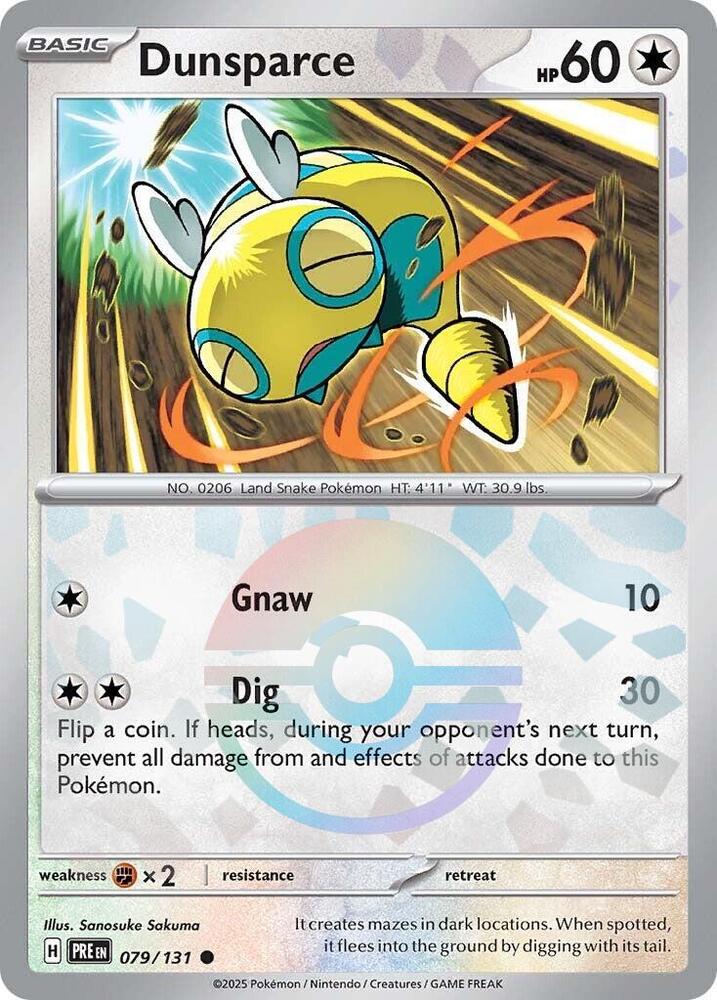 BASIC
Dunsparce
HP 60
NO. 0206 Land Snake Pokémon HT: 4'11" WT: 30.9 lbs.
Gnaw 10
Dig 30
Flip a coin. If heads, during your opponent's next turn,
prevent all damage from and effects of attacks done to this
Pokémon.
weakness ×2 resistance retreat
Illus. Sanosuke Sakuma
H PRE EN 079/131
It creates mazes in dark locations. When spotted,
it flees into the ground by digging with its tail.
©2025 Pokémon / Nintendo / Creatures / GAME FREAK